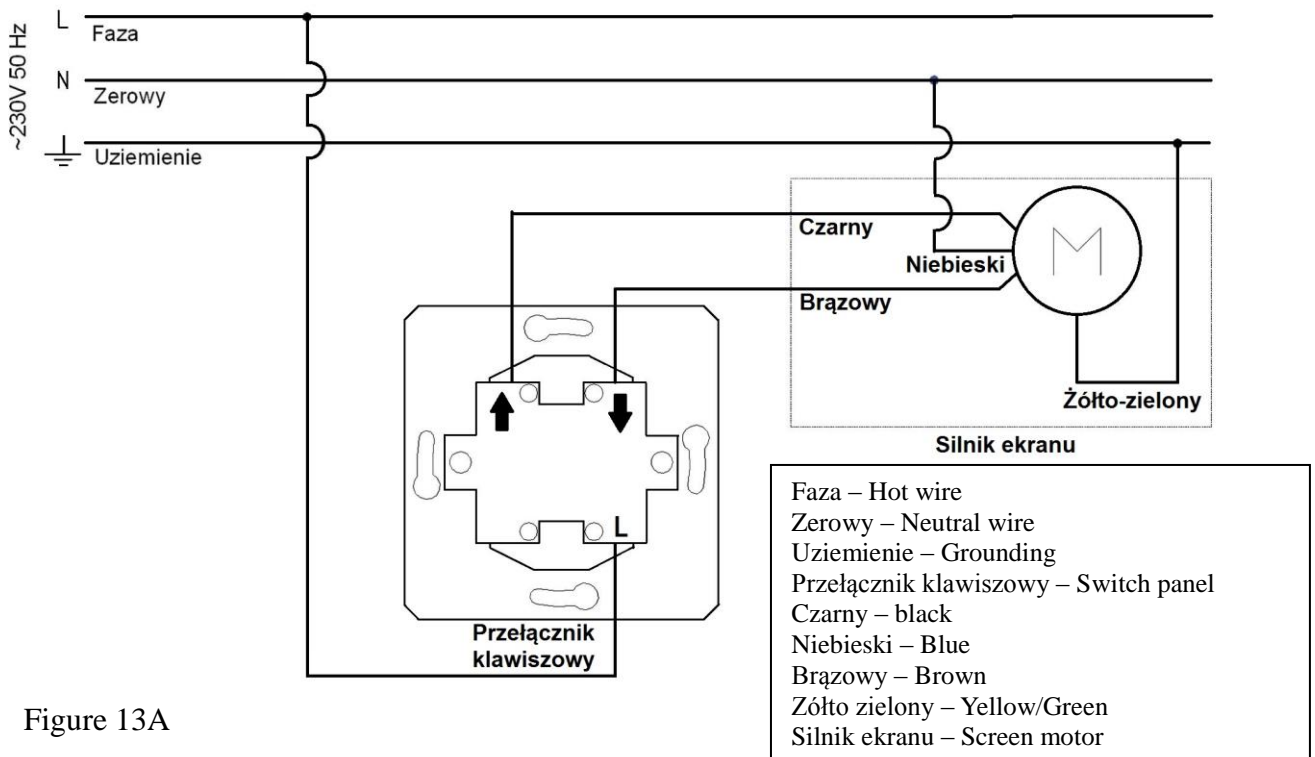 ~230V 50 Hz
L
Faza
N
Zerowy
Uziemienie
Czarny
Niebieski
Brązowy
M
Żółto-zielony
Silnik ekranu
L
Przełącznik
klawiszowy
Faza – Hot wire
Zerowy – Neutral wire
Uziemienie – Grounding
Przełącznik klawiszowy – Switch panel
Czarny – black
Niebieski – Blue
Brązowy – Brown
Zółto zielony – Yellow/Green
Silnik ekranu – Screen motor
Figure 13A